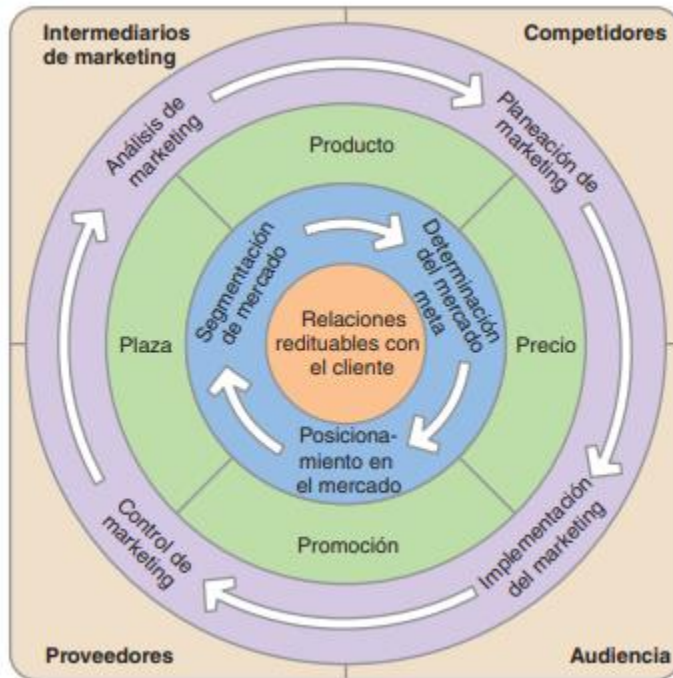 Intermediarios
de marketing
Competidores
Análisis de
marketing
Planeación de
marketing
Producto
Segmentación
de mercado
Determinación
del mercado
meta
Plaza
Relaciones
redituables con
el cliente
Precio
Posiciona-
miento en
el mercado
Control de
marketing
Promoción
Implementación
del marketing
Proveedores
Audiencia